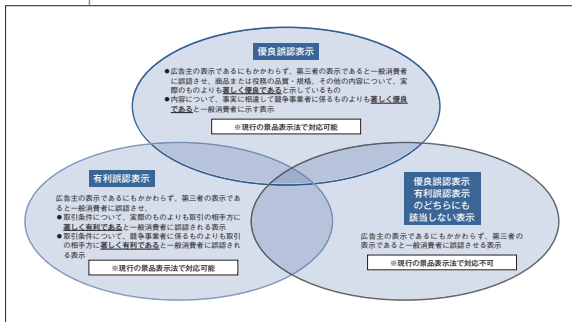 優良誤認表示
●広告主の表示であるにもかかわらず、第三者の表示であると一般消費者
に誤認させ、商品または役務の品質・規格、その他の内容について、実
際のものよりも著しく優良であると示しているもの
●内容について、事実に相違して競争事業者に係るものよりも著しく優良
であると一般消費者に示す表示
※現行の景品表示法で対応可能
有利誤認表示
広告主の表示であるにもかかわらず、第三者の表示であ
ると一般消費者に誤認させ、
● 取引条件について、実際のものよりも取引の相手方に
著しく有利であると一般消費者に誤認される表示
● 取引条件について、競争事業者に係るものよりも取引
の相手方に著しく有利であると一般消費者に誤認され
る表示
※現行の景品表示法で対応可能
優良誤認表示
有利誤認表示
のどちらにも
該当しない表示
広告主の表示であるにもかかわらず、第三者の
表示であると一般消費者に誤認させる表示
※現行の景品表示法で対応不可